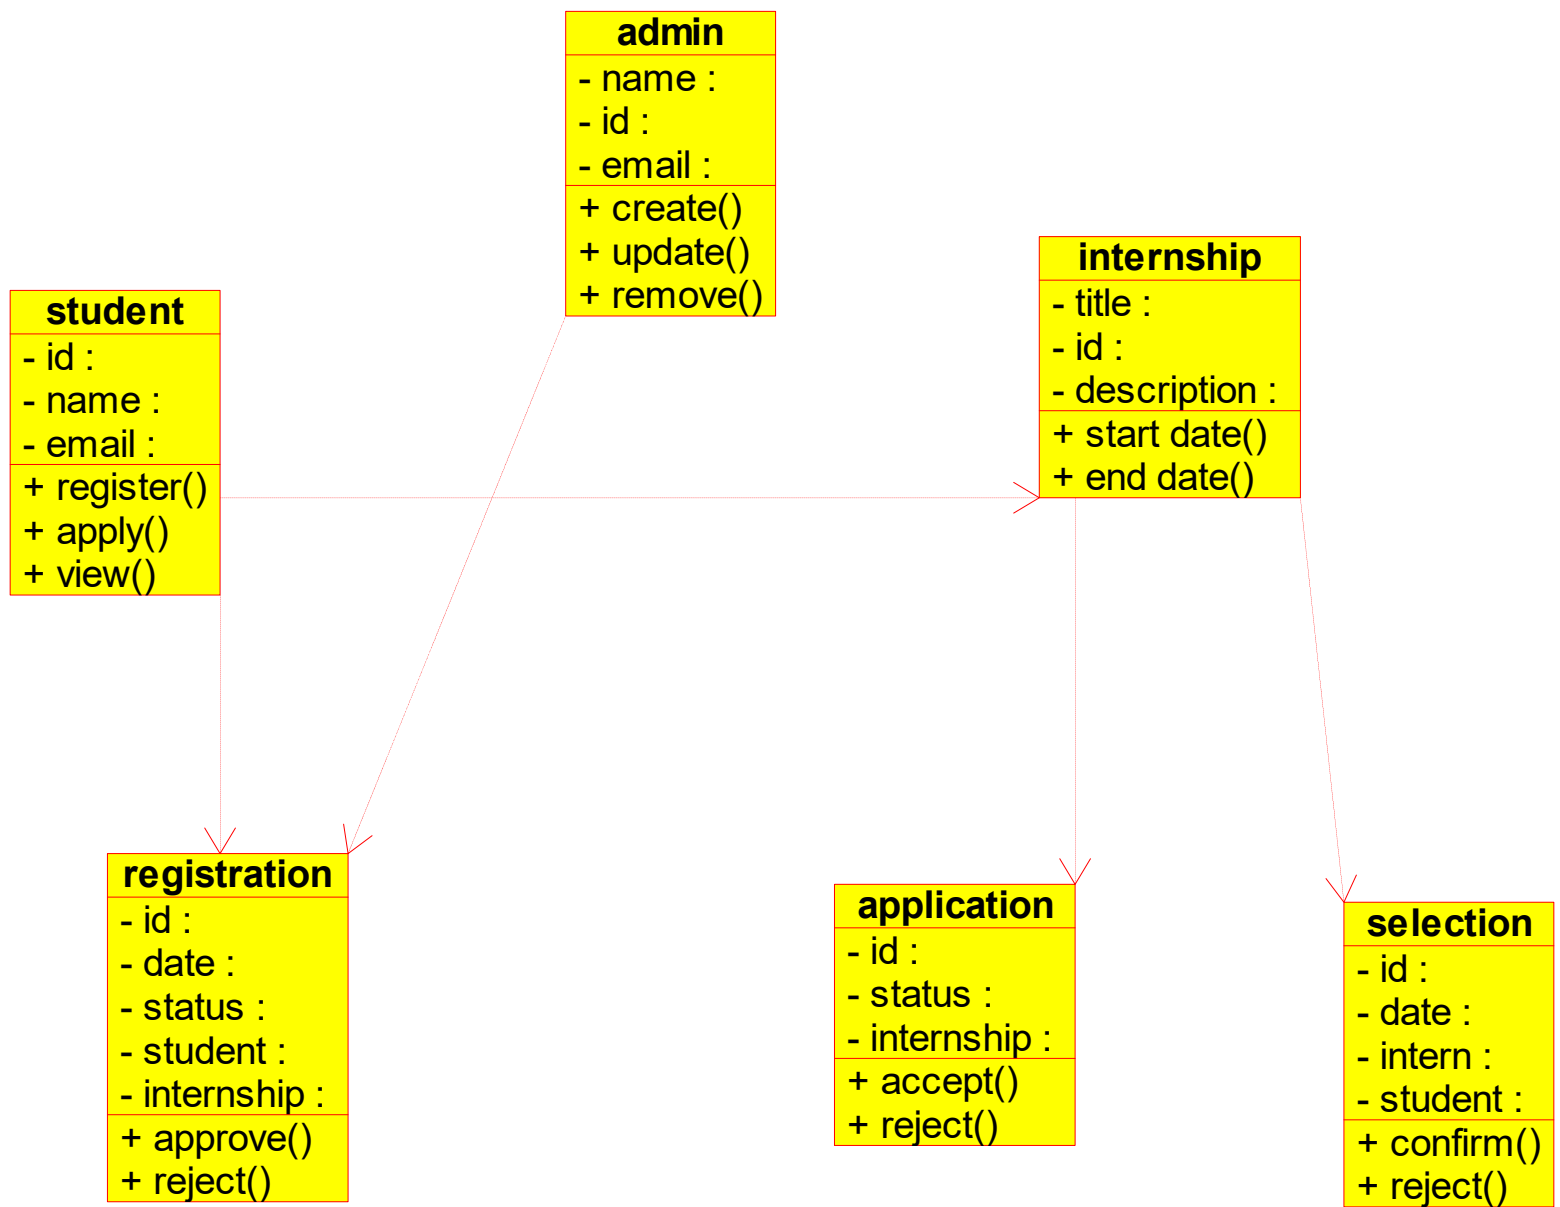 admin
- name :
- id :
- email :
+ create()
+ update()
+ remove()
student
- id :
- name :
- email :
+ register()
+ apply()
+ view()
internship
- title :
- id :
- description :
+ start date()
+ end date()
registration
- id :
- date :
- status :
- student :
- internship :
+ approve()
+ reject()
application
- id :
- status :
- internship :
+ accept()
+ reject()
selection
- id :
- date :
- intern :
- student :
+ confirm()
+ reject()